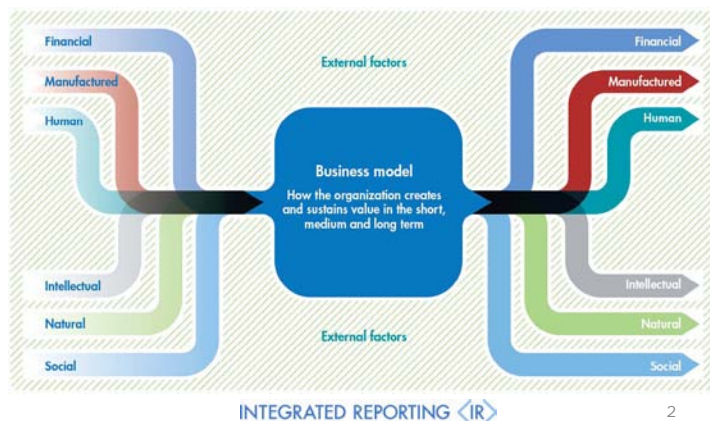 Financial
Manufactured
Human
External factors
Business model
How the organization creates
and sustains value in the short,
medium and long term
Financial
Manufactured
Human
Intellectual
Natural
Social
External factors
Intellectual
Natural
Social
INTEGRATED REPORTING <IR>
2